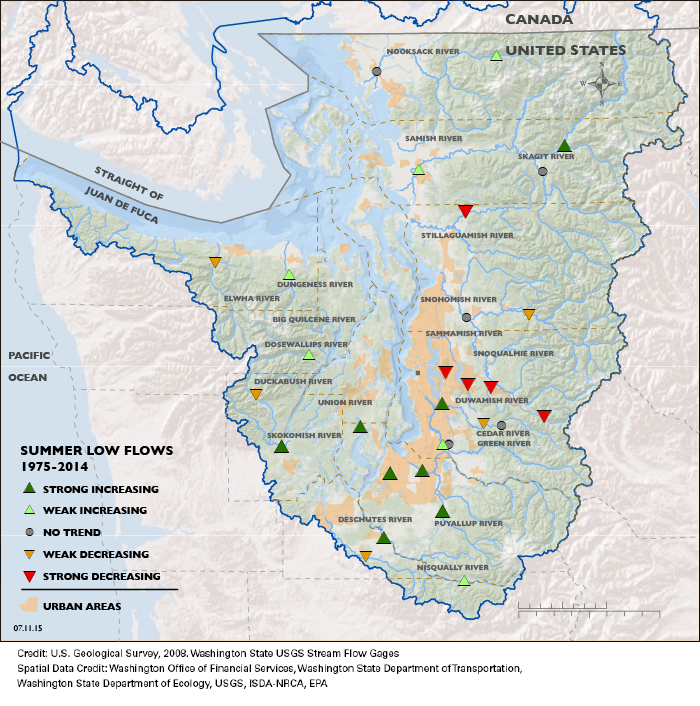 CANADA
UNITED STATES
NOOKSACK RIVER
N
W
E
S
SAMISH RIVER
SKAGIT RIVER
STRAIGHT OF
JUAN DE FUCA
STILLAGUAMISH RIVER
DUNGENESS RIVER
ELWHA RIVER
SNOHOMISH RIVER
BIG QUILCENE RIVER
SAMMAMISH RIVER
DOSEWALLIPS RIVER
SNOQUALMIE RIVER
PACIFIC
OCEAN
DUCKABUSH RIVER
UNION RIVER
DUWAMISH RIVER
SKOKOMISH RIVER
CEDAR RIVER
GREEN RIVER
DESCHUTES RIVER
PUYALLUP RIVER
NISQUALLY RIVER
SUMMER LOW FLOWS
1975-2014
STRONG INCREASING
WEAK INCREASING
NO TREND
WEAK DECREASING
STRONG DECREASING
URBAN AREAS
07.11.15
Credit: U.S. Geological Survey, 2008. Washington State USGS Stream Flow Gages
Spatial Data Credit: Washington Office of Financial Services, Washington State Department of Transportation,
Washington State Department of Ecology, USGS, ISDA-NRCA, EPA